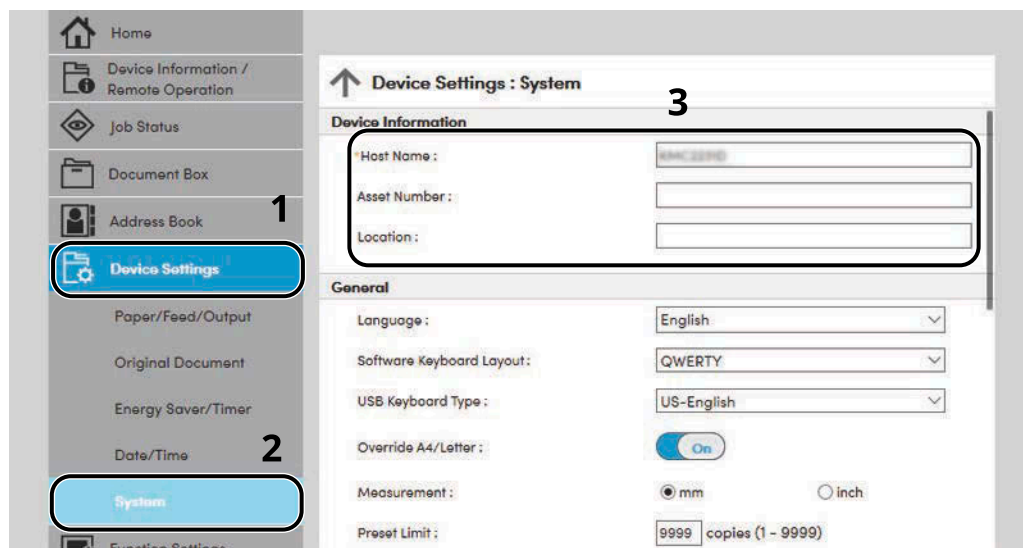 Home
Device Information /
Remote Operation
Job Status
Document Box
Address Book
1
Device Settings
Paper/Feed/Output
Original Document
Energy Saver/Timer
Date/Time
2
System
Function Settings
Device Settings : System
3
Device Information
*Host Name :
Asset Number :
Location :
General
Language : English
Software Keyboard Layout : QWERTY
USB Keyboard Type : US-English
Override A4/Letter : On
Measurement : mm inch
Preset Limit : 9999 copies (1 - 9999)